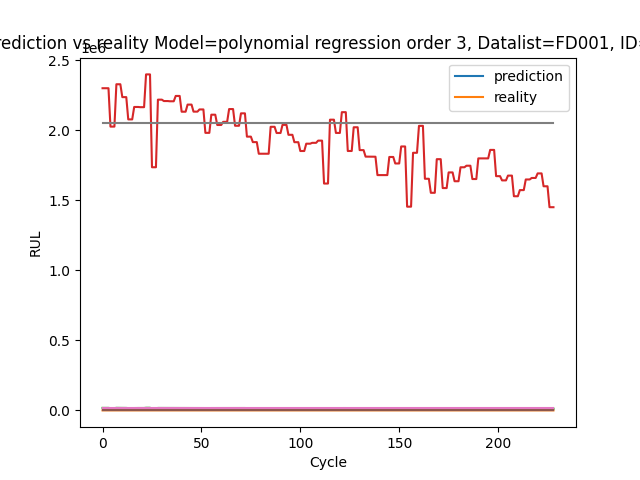 rediction vs reality Model=polynomial regression order 3, Datalist=FD001, ID=
1e6
prediction
reality
2.5
2.0
1.5
1.0
0.5
0.0
RUL
0 50 100 150 200
Cycle